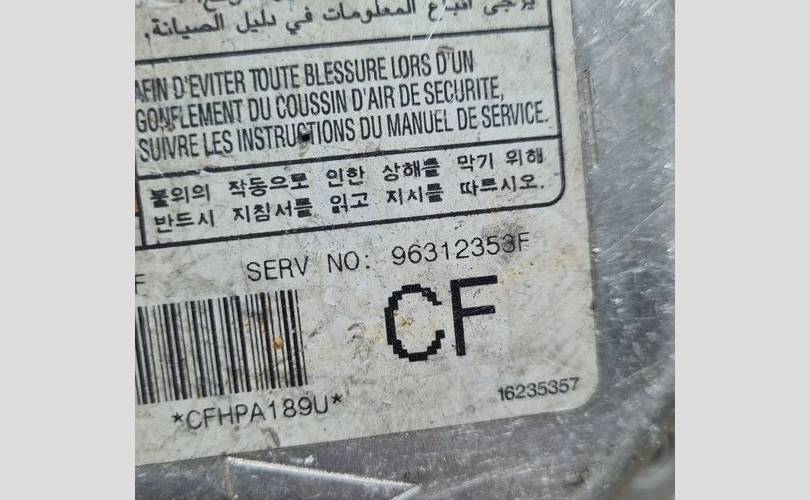 يرجى اتباع المعلومات في دليل الصيانة.
AFIN D'EVITER TOUTE BLESSURE LORS D'UN
GONFLEMENT DU COUSSIN D'AIR DE SECURITE,
SUIVRE LES INSTRUCTIONS DU MANUEL DE SERVICE.
불의의 작동으로 인한 상해를 막기 위해
반드시 지침서를 읽고 지시를 따르시오.
F
SERV NO: 96312353F
CF
*CFHPA189U*
16235357